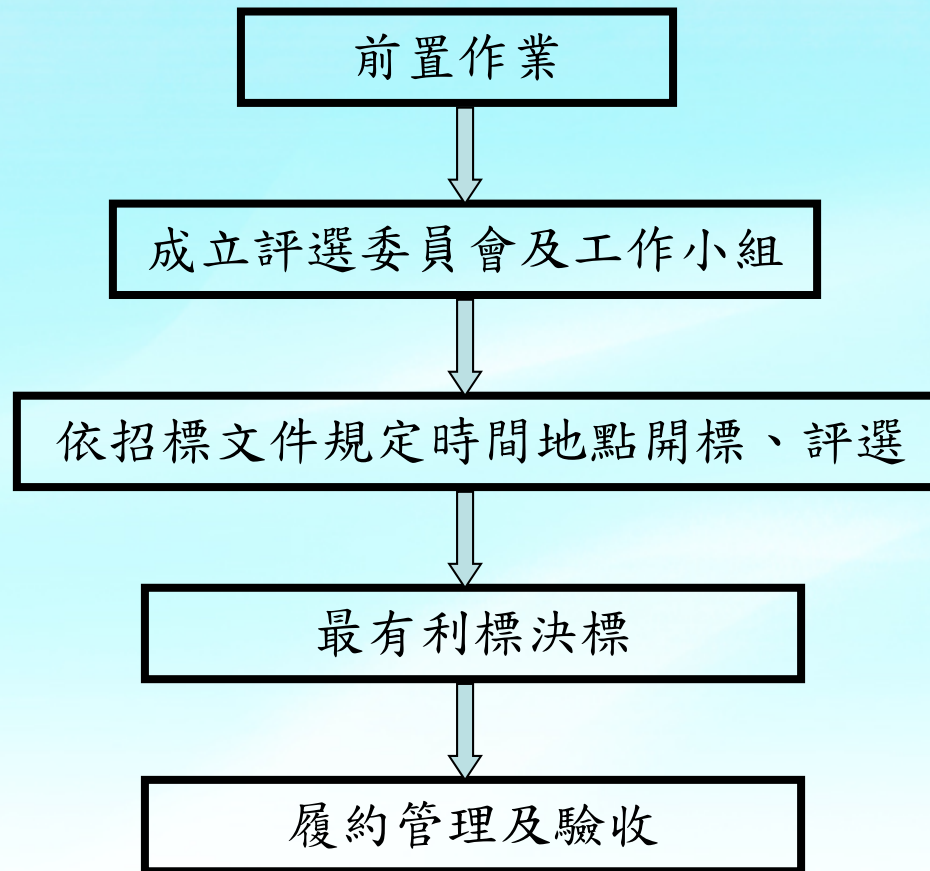 前置作業
成立評選委員會及工作小組
依招標文件規定時間地點開標、評選
最有利標決標
履約管理及驗收